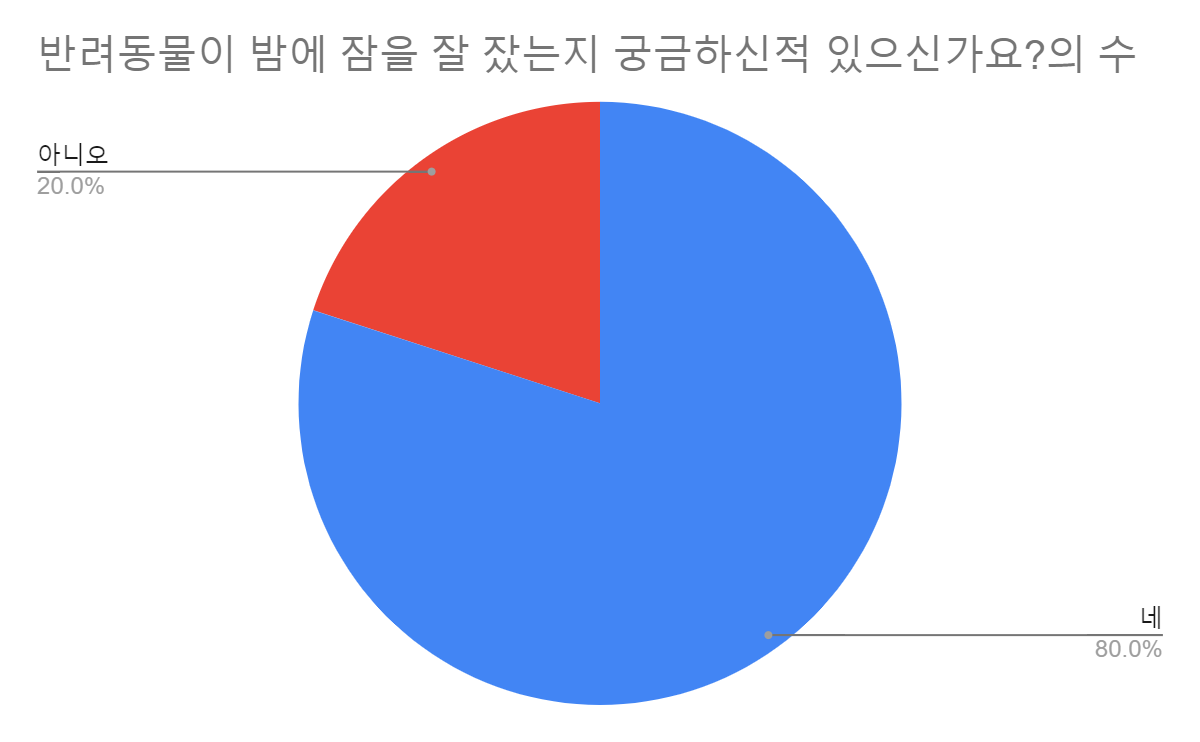 반려동물이 밤에 잠을 잘 잤는지 궁금하신적 있으신가요?의 수
아니오
20.0%
네
80.0%